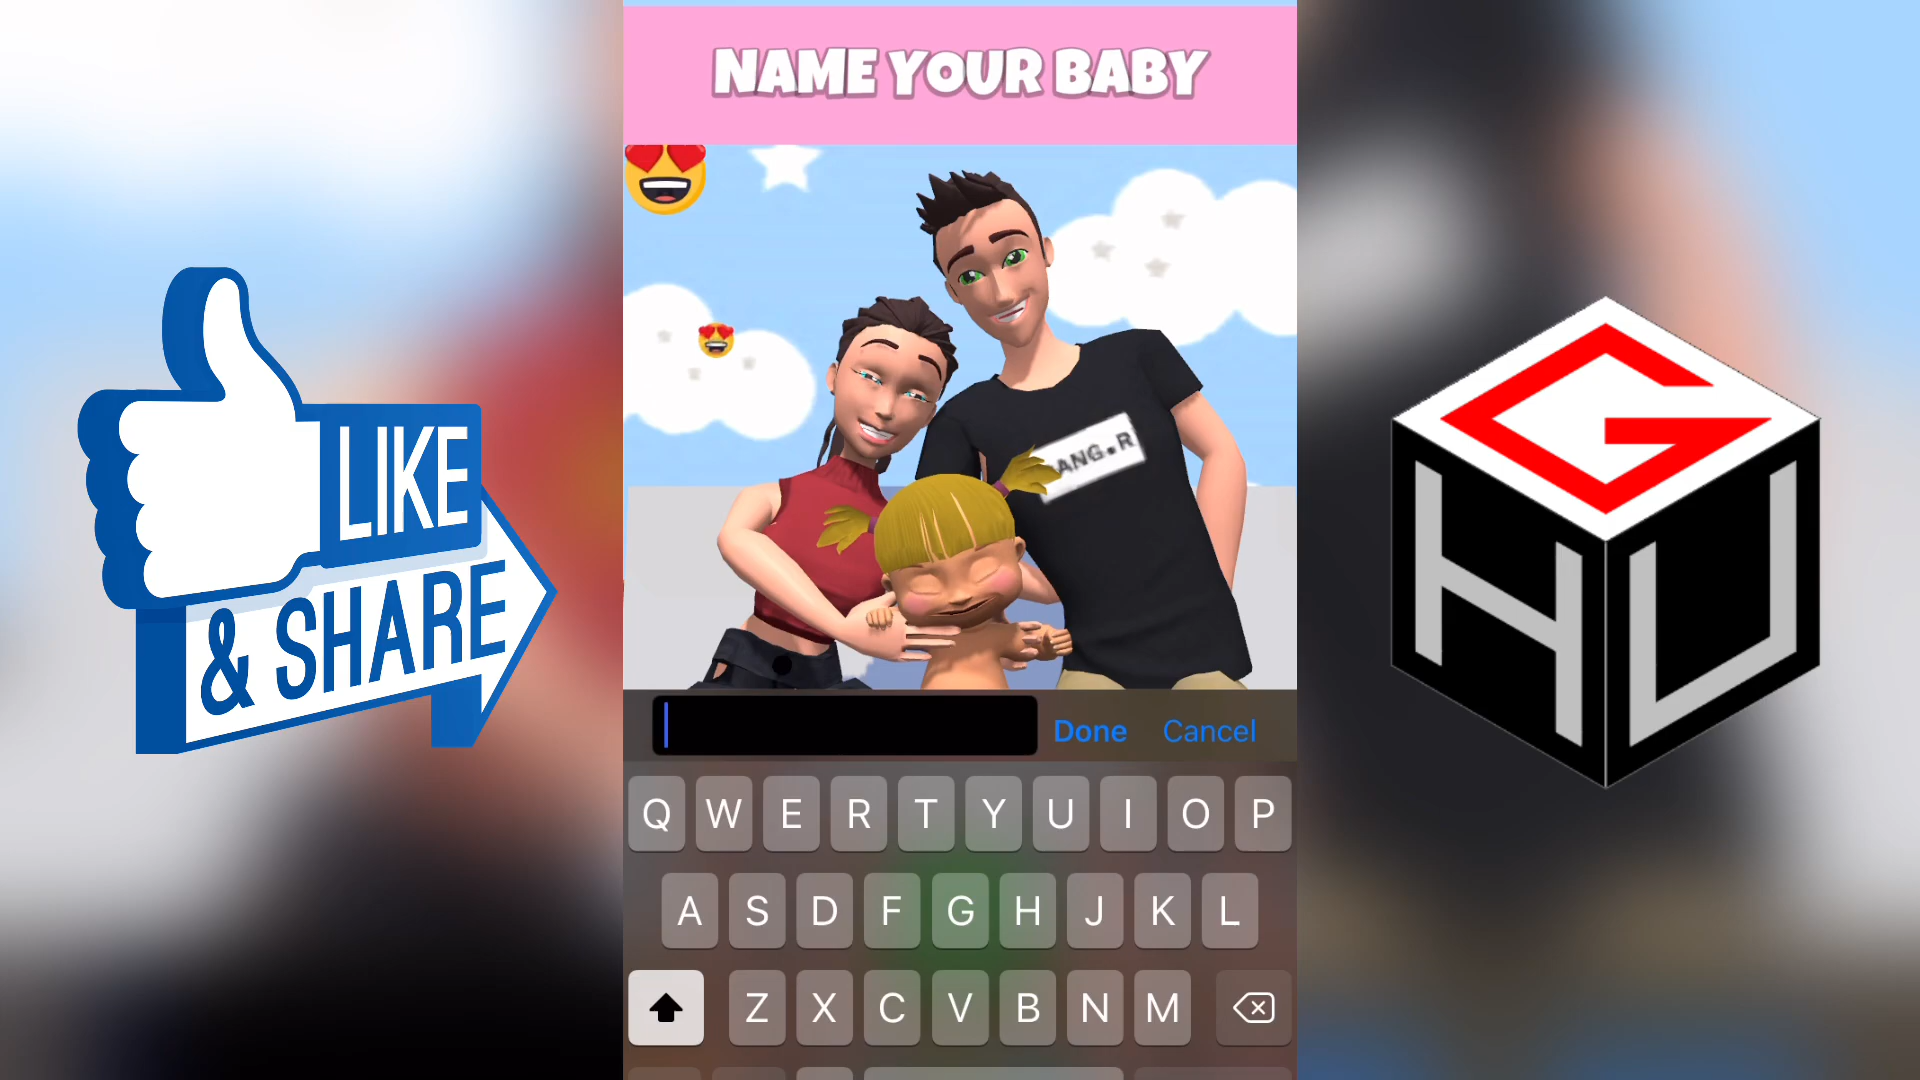 NAME YOUR BABY
LIKE
& SHARE
ANG.R
G
H U
Done Cancel
Q W E R T Y U I O P
A S D F G H J K L
Z X C V B N M